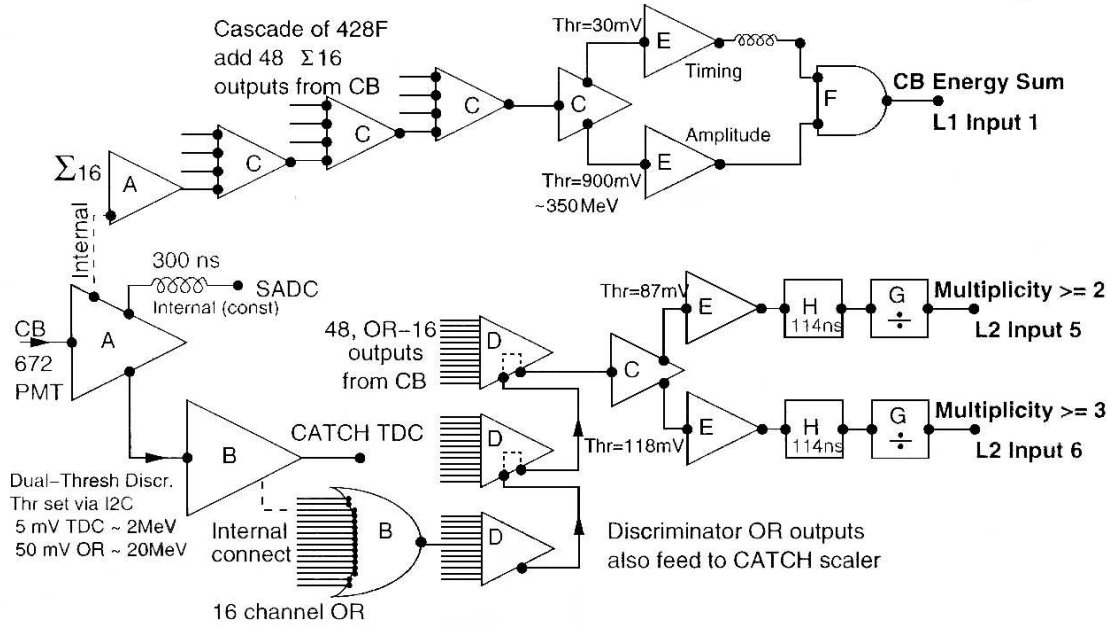 Cascade of 428F
add 48 Σ16
outputs from CB
Thr=30mV
E
Timing
C
C
C
C
F
CB Energy Sum
L1 Input 1
Amplitude
E
Thr=900mV
~350MeV
Σ16
A
Internal
300 ns
SADC
Internal (const)
CB
672
PMT
A
B
CATCH TDC
Dual-Thresh Discr.
Thr set via I2C
5 mV TDC ~ 2MeV
50 mV OR ~ 20MeV
Internal
connect
B
16 channel OR
48, OR-16
outputs
from CB
D
D
D
Thr=87mV
E
H
114ns
G
÷
Multiplicity >= 2
L2 Input 5
C
Thr=118mV
E
H
114ns
G
÷
Multiplicity >= 3
L2 Input 6
Discriminator OR outputs
also feed to CATCH scaler